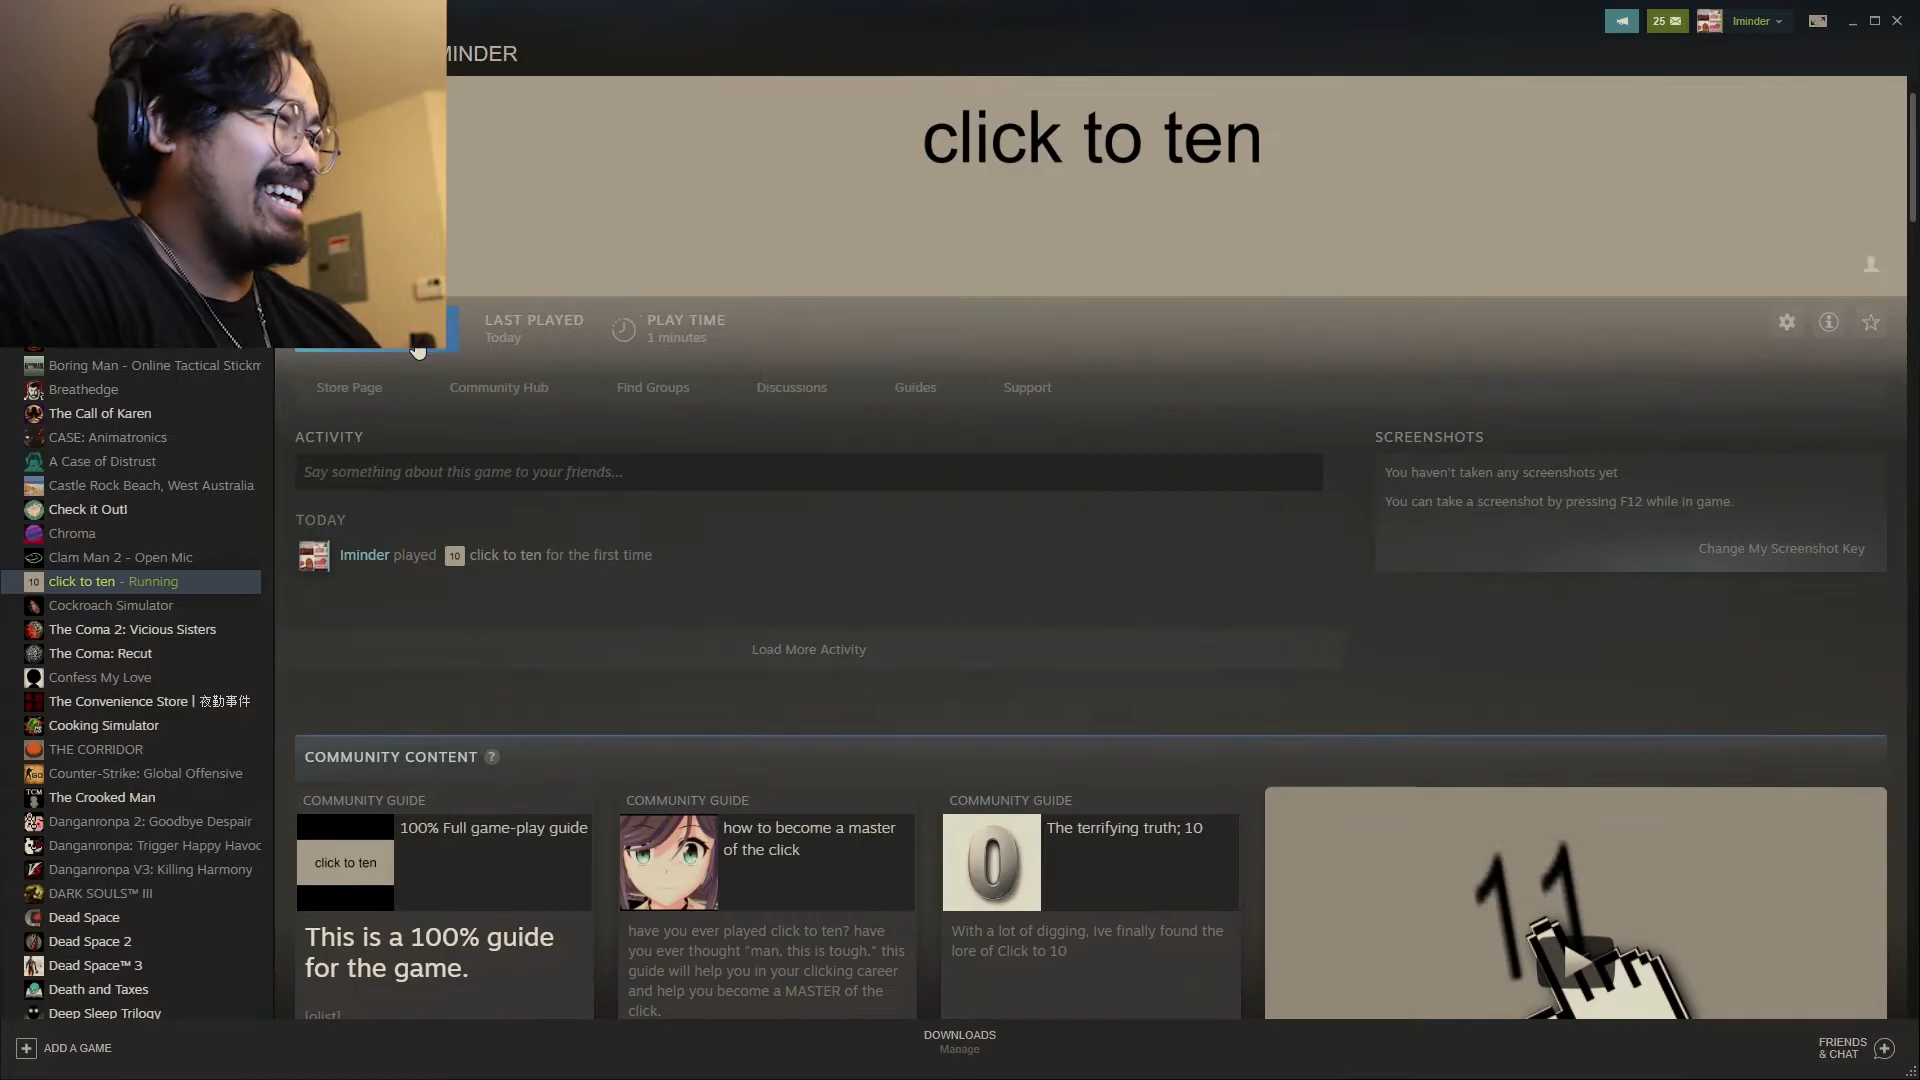 25
Iminder
MINDER
click to ten
LAST PLAYED
Today
PLAY TIME
1 minutes
Store Page
Community Hub
Find Groups
Discussions
Guides
Support
Boring Man - Online Tactical Stickm
Breathedge
The Call of Karen
CASE: Animatronics
A Case of Distrust
Castle Rock Beach, West Australia
Check it Out!
Chroma
Clam Man 2 - Open Mic
10 click to ten - Running
Cockroach Simulator
The Coma 2: Vicious Sisters
The Coma: Recut
Confess My Love
The Convenience Store | 夜勤事件
Cooking Simulator
THE CORRIDOR
Counter-Strike: Global Offensive
TCM The Crooked Man
Danganronpa 2: Goodbye Despair
Danganronpa: Trigger Happy Havoc
Danganronpa V3: Killing Harmony
DARK SOULS™ III
Dead Space
Dead Space 2
Dead Space™ 3
Death and Taxes
Deep Sleep Trilogy
ACTIVITY
Say something about this game to your friends...
TODAY
Iminder played 10 click to ten for the first time
Load More Activity
SCREENSHOTS
You haven't taken any screenshots yet
You can take a screenshot by pressing F12 while in game.
Change My Screenshot Key
COMMUNITY CONTENT ?
COMMUNITY GUIDE
100% Full game-play guide
click to ten
This is a 100% guide
for the game.
[olist]
COMMUNITY GUIDE
how to become a master
of the click
have you ever played click to ten? have
you ever thought "man, this is tough." this
guide will help you in your clicking career
and help you become a MASTER of the
click.
COMMUNITY GUIDE
The terrifying truth; 10
0
With a lot of digging, ive finally found the
lore of Click to 10
11
ADD A GAME
DOWNLOADS
Manage
FRIENDS
& CHAT